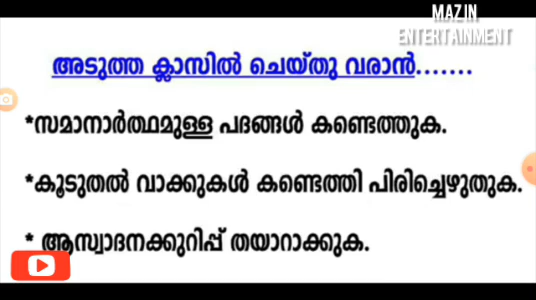 MAZIN
ENTERTAINMENT
അടുത്ത ക്ലാസിൽ ചെയ്തു വരാൻ.......
*സമാനാർത്ഥമുള്ള പദങ്ങൾ കണ്ടെത്തുക.
*കൂടുതൽ വാക്കുകൾ കണ്ടെത്തി പിരിച്ചെഴുതുക.
* ആസ്വാദനക്കുറിപ്പ് തയാറാക്കുക.